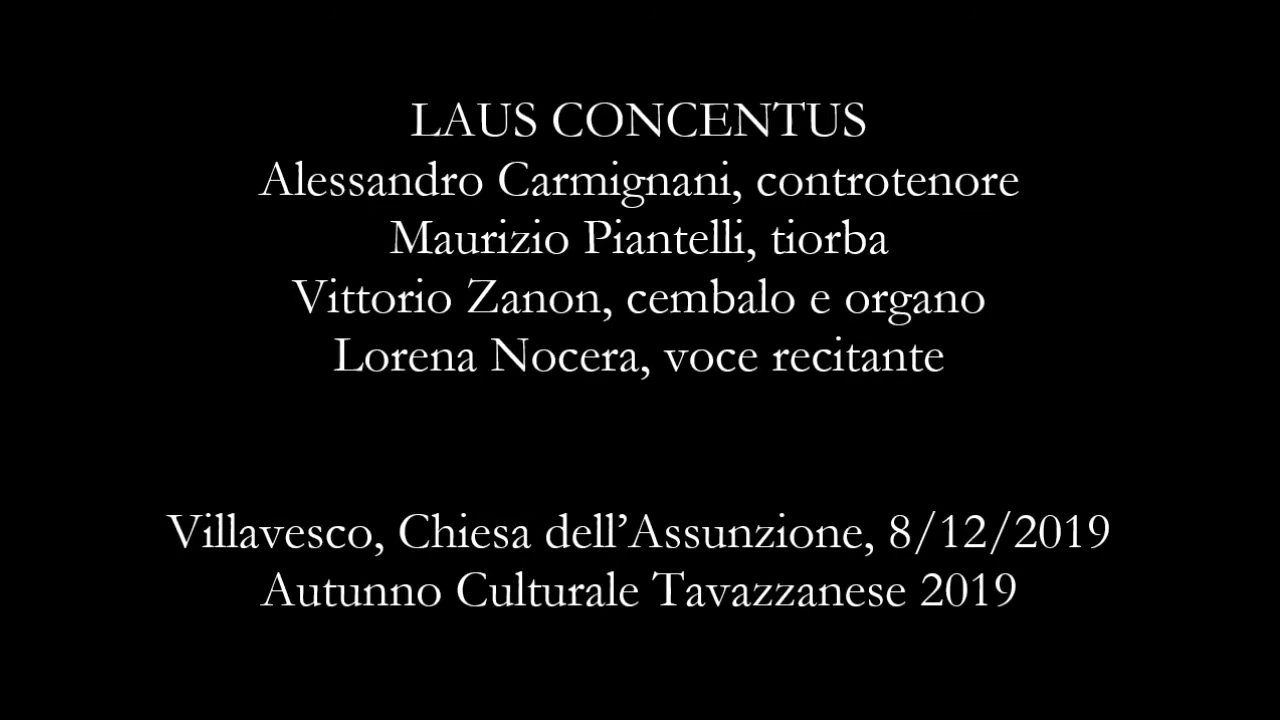 LAUS CONCENTUS
Alessandro Carmignani, controtenore
Maurizio Piantelli, tiorba
Vittorio Zanon, cembalo e organo
Lorena Nocera, voce recitante
Villavesco, Chiesa dell’Assunzione, 8/12/2019
Autunno Culturale Tavazzanese 2019